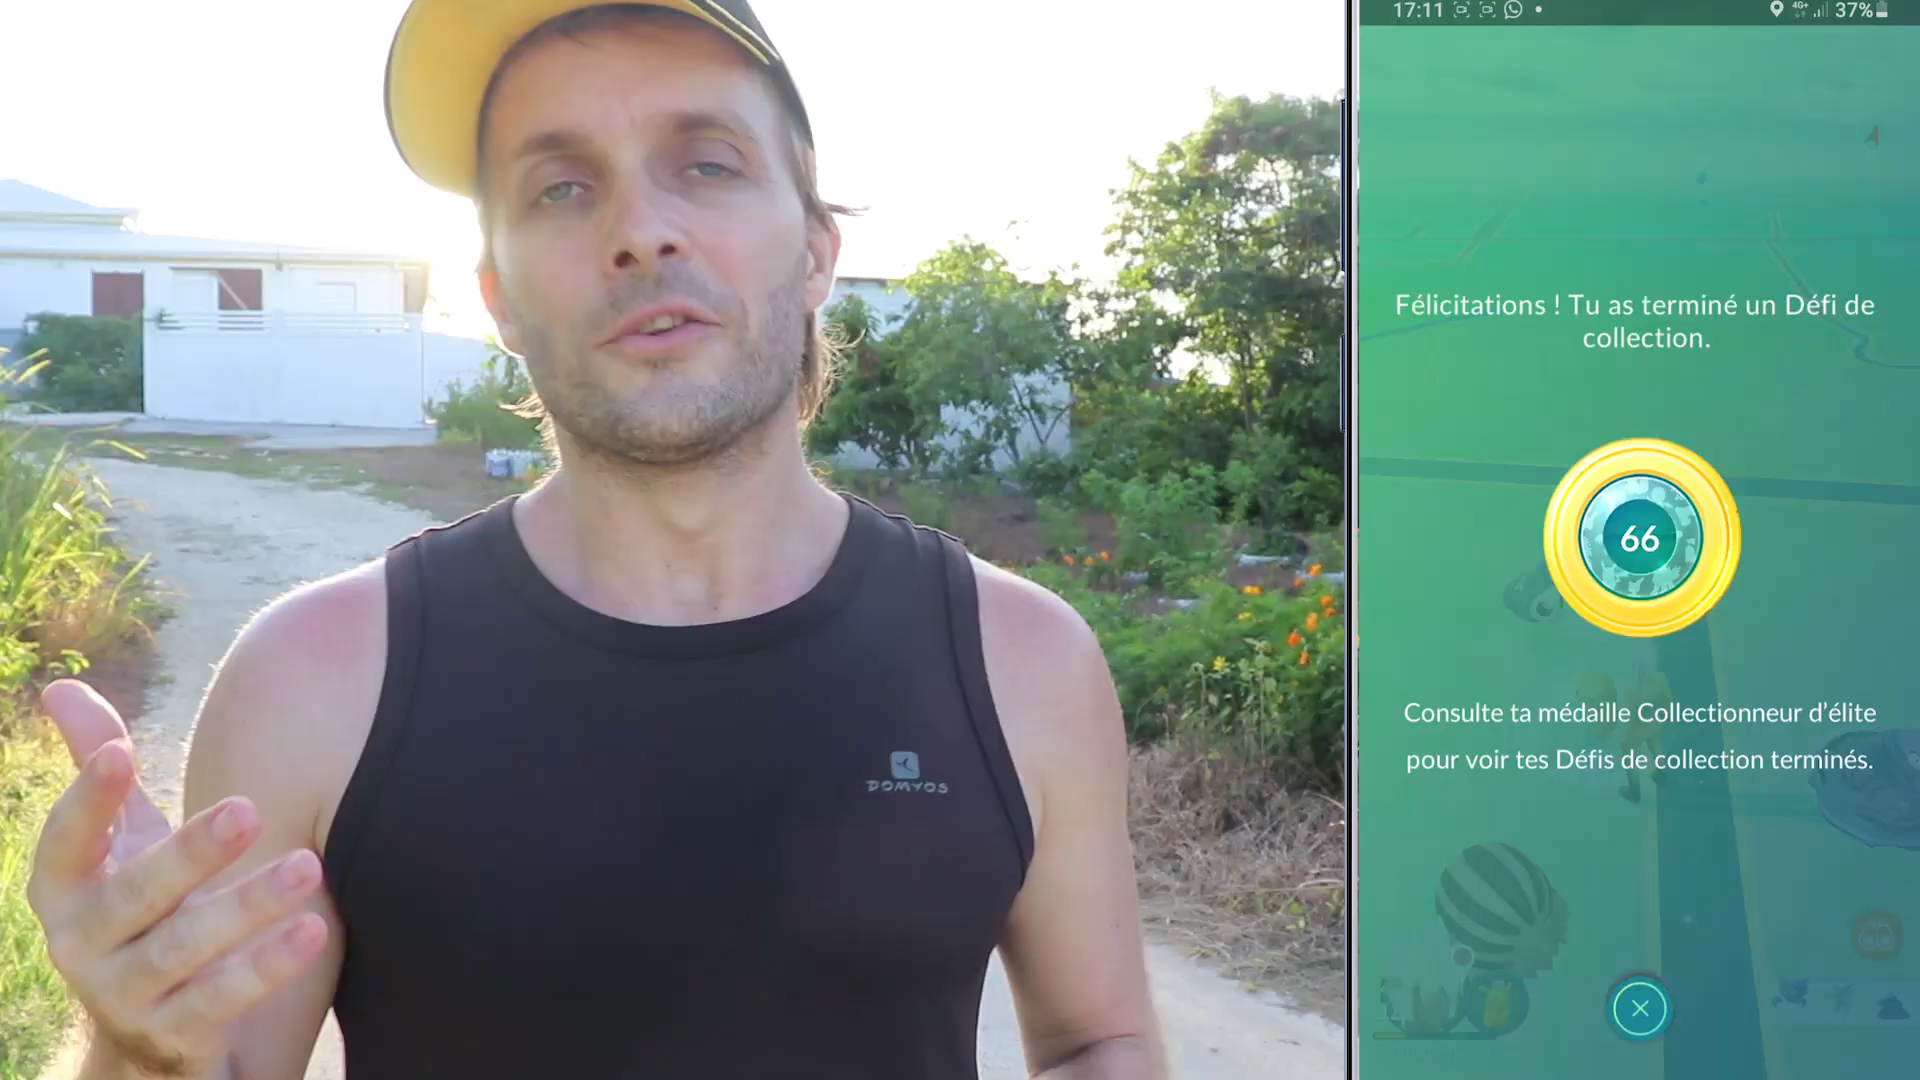 17:11
4G+
37%
Félicitations ! Tu as terminé un Défi de
collection.
66
Consulte ta médaille Collectionneur d’élite
pour voir tes Défis de collection terminés.
DOMYOS